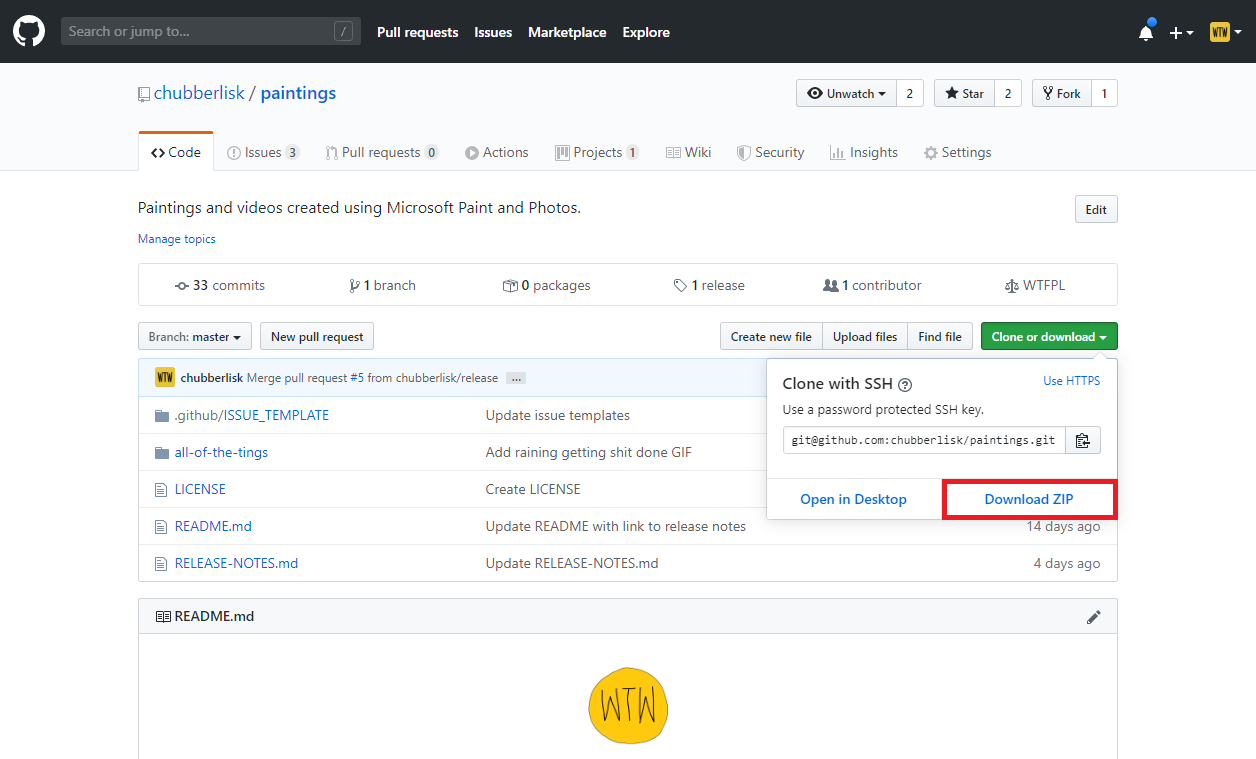 Search or jump to... / Pull requests Issues Marketplace Explore WTW
chubberlisk / paintings Unwatch 2 Star 2 Fork 1
Code Issues 3 Pull requests 0 Actions Projects 1 Wiki Security Insights Settings
Paintings and videos created using Microsoft Paint and Photos. Edit
Manage topics
33 commits 1 branch 0 packages 1 release 1 contributor WTFPL
Branch: master New pull request Create new file Upload files Find file Clone or download
WTW chubberlisk Merge pull request #5 from chubberlisk/release ...
Clone with SSH ? Use HTTPS
Use a password protected SSH key.
git@github.com:chubberlisk/paintings.git
Open in Desktop Download ZIP
.github/ISSUE_TEMPLATE Update issue templates
all-of-the-tings Add raining getting shit done GIF
LICENSE Create LICENSE
README.md Update README with link to release notes 14 days ago
RELEASE-NOTES.md Update RELEASE-NOTES.md 4 days ago
README.md
WTW